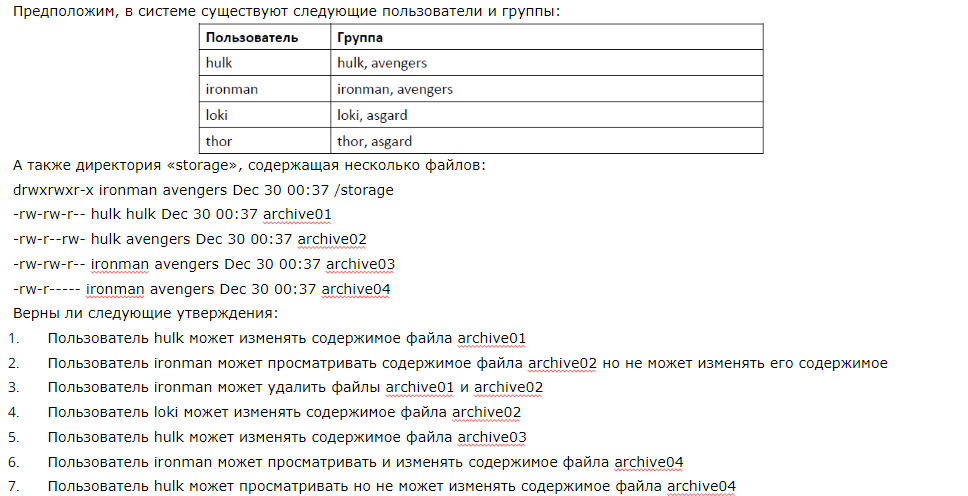 Предположим, в системе существуют следующие пользователи и группы:
Пользователь Группа
hulk hulk, avengers
ironman ironman, avengers
loki loki, asgard
thor thor, asgard
А также директория «storage», содержащая несколько файлов:
drwxrwxr-x ironman avengers Dec 30 00:37 /storage
-rw-rw-r-- hulk hulk Dec 30 00:37 archive01
-rw-r--rw- hulk avengers Dec 30 00:37 archive02
-rw-rw-r-- ironman avengers Dec 30 00:37 archive03
-rw-r----- ironman avengers Dec 30 00:37 archive04
Верны ли следующие утверждения:
1. Пользователь hulk может изменять содержимое файла archive01
2. Пользователь ironman может просматривать содержимое файла archive02 но не может изменять его содержимое
3. Пользователь ironman может удалить файлы archive01 и archive02
4. Пользователь loki может изменять содержимое файла archive02
5. Пользователь hulk может изменять содержимое файла archive03
6. Пользователь ironman может просматривать и изменять содержимое файла archive04
7. Пользователь hulk может просматривать но не может изменять содержимое файла archive04